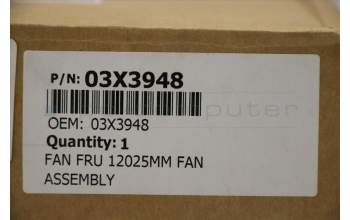 P/N: 03X3948
OEM: 03X3948
Quantity: 1
FAN FRU 12025MM FAN
ASSEMBLY